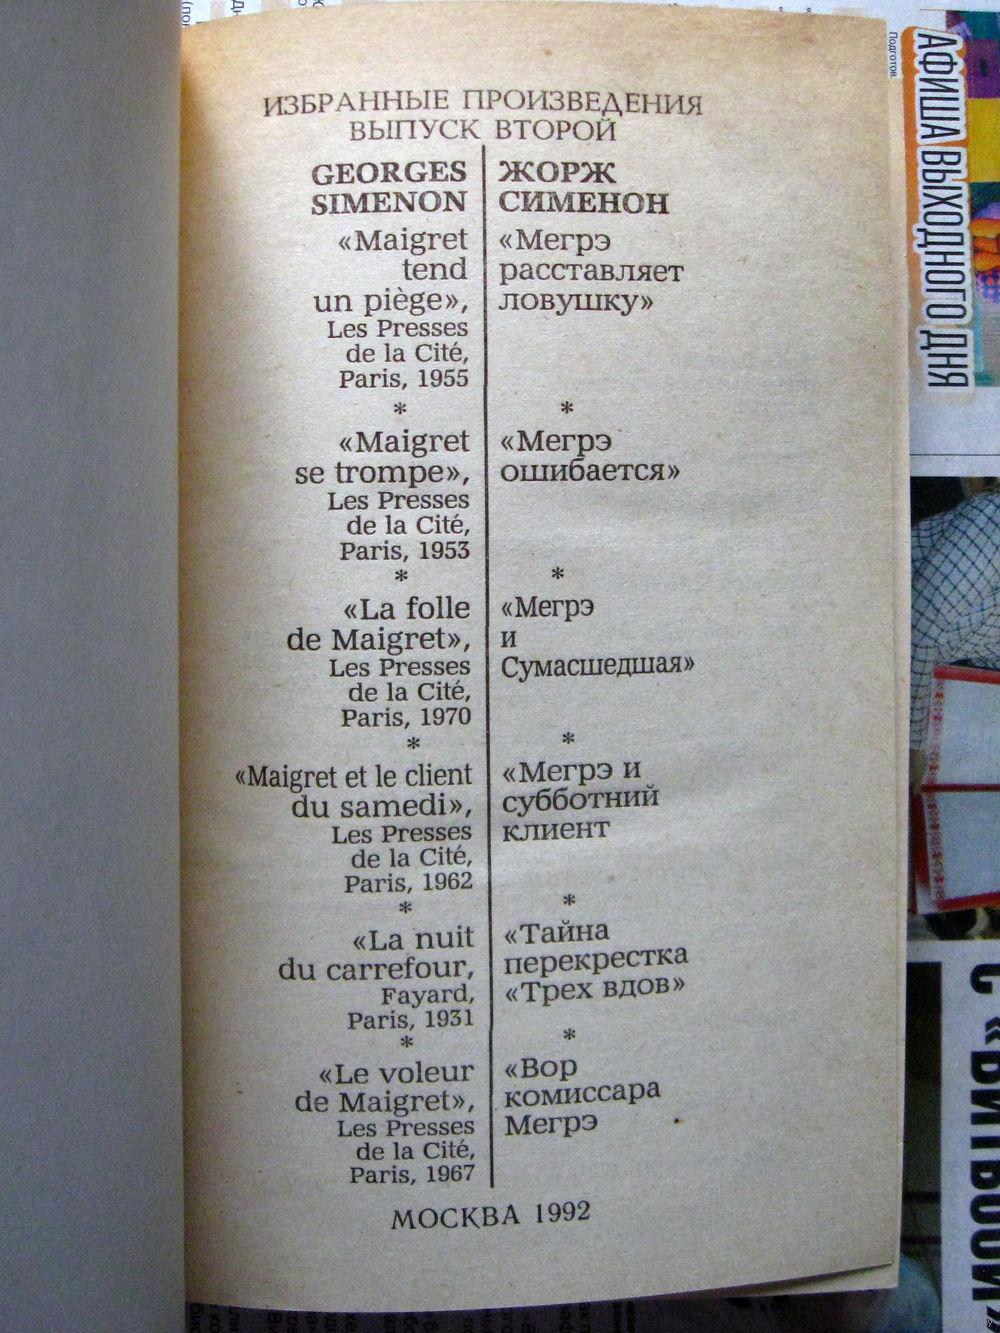 ИЗБРАННЫЕ ПРОИЗВЕДЕНИЯ
ВЫПУСК ВТОРОЙ
GEORGES
SIMENON
«Maigret
tend
un piège»,
Les Presses
de la Cité,
Paris, 1955
*
«Maigret
se trompe»,
Les Presses
de la Cité,
Paris, 1953
*
«La folle
de Maigret»,
Les Presses
de la Cité,
Paris, 1970
*
«Maigret et le client
du samedi»,
Les Presses
de la Cité,
Paris, 1962
*
«La nuit
du carrefour,
Fayard,
Paris, 1931
*
«Le voleur
de Maigret»,
Les Presses
de la Cité,
Paris, 1967
ЖОРЖ
СИМЕНОН
«Мегрэ
расставляет
ловушку»
*
«Мегрэ
ошибается»
*
«Мегрэ
и
Сумасшедшая»
*
«Мегрэ и
субботний
клиент
*
«Тайна
перекрестка
«Трех вдов»
*
«Вор
комиссара
Мегрэ
МОСКВА 1992
Подготов
АФИША ВЫХОДНОГО ДНЯ
С